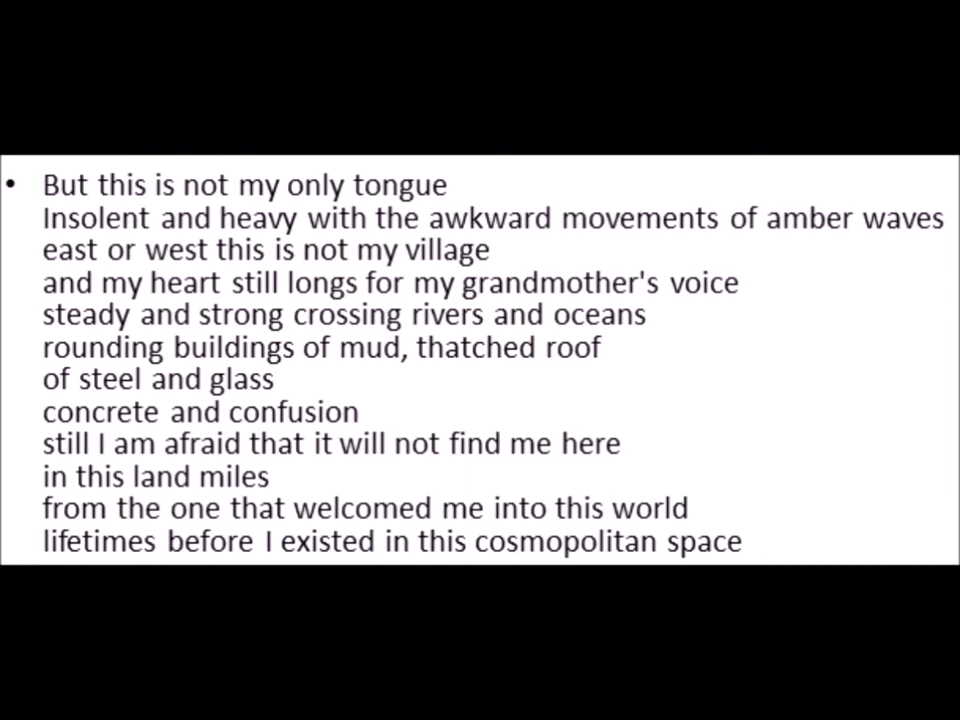 • But this is not my only tongue
Insolent and heavy with the awkward movements of amber waves
east or west this is not my village
and my heart still longs for my grandmother's voice
steady and strong crossing rivers and oceans
rounding buildings of mud, thatched roof
of steel and glass
concrete and confusion
still I am afraid that it will not find me here
in this land miles
from the one that welcomed me into this world
lifetimes before I existed in this cosmopolitan space